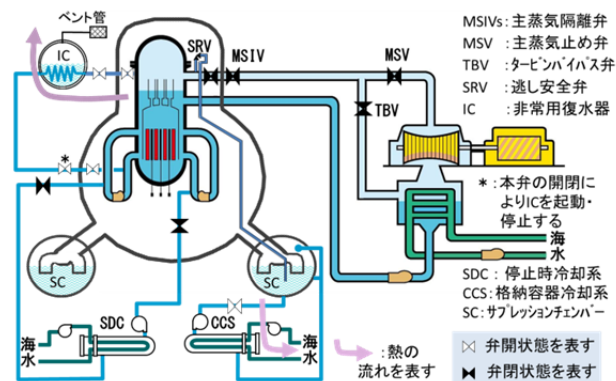 ベント管
IC
SRV
MSIV
MSV
TBV
*
SC
SC
SDC
CCS
海
水
海
水
海
水
MSIVs:主蒸気隔離弁
MSV:主蒸気止め弁
TBV:タービンバイパス弁
SRV:逃し安全弁
IC:非常用復水器
*:本弁の開閉に
よりICを起動・
停止する
SDC:停止時冷却系
CCS:格納容器冷却系
SC:サプレッションチェンバー
:熱の
流れを表す
弁開状態を表す
弁閉状態を表す